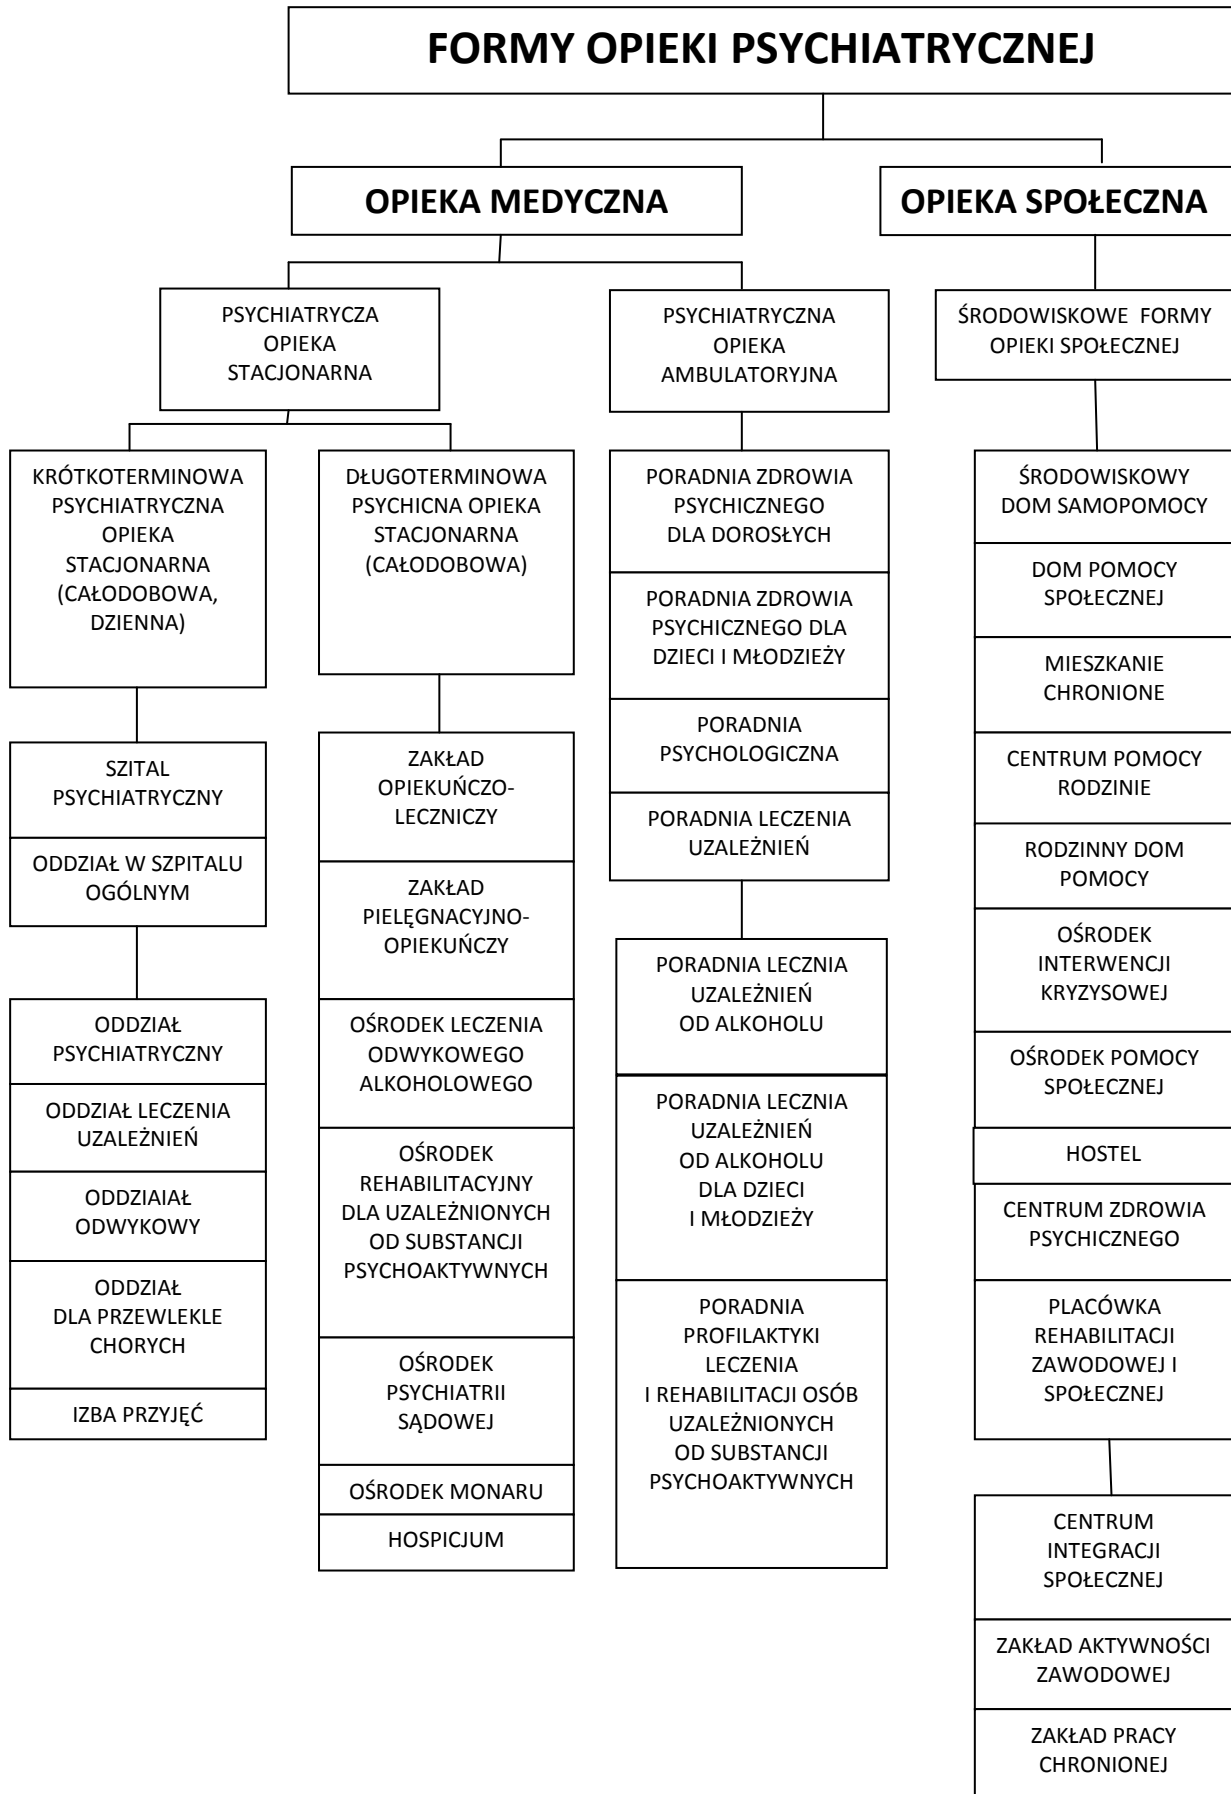 FORMY OPIEKI PSYCHIATRYCZNEJ
OPIEKA MEDYCZNA
OPIEKA SPOŁECZNA
PSYCHIATRYCZA
OPIEKA
STACJONARNA
PSYCHIATRYCZNA
OPIEKA
AMBULATORYJNA
ŚRODOWISKOWE FORMY
OPIEKI SPOŁECZNEJ
KRÓTKOTERMINOWA
PSYCHIATRYCZNA
OPIEKA
STACJONARNA
(CAŁODOBOWA,
DZIENNA)
SZITAL
PSYCHIATRYCZNY
ODDZIAŁ W SZPITALU
OGÓLNYM
ODDZIAŁ
PSYCHIATRYCZNY
ODDZIAŁ LECZENIA
UZALEŻNIEŃ
ODDZIAIAŁ
ODWYKOWY
ODDZIAŁ
DLA PRZEWLEKLE
CHORYCH
IZBA PRZYJĘĆ
DŁUGOTERMINOWA
PSYCHICNA OPIEKA
STACJONARNA
(CAŁODOBOWA)
ZAKŁAD
OPIEKUŃCZO-
LECZNICZY
ZAKŁAD
PIELĘGNACYJNO-
OPIEKUŃCZY
OŚRODEK LECZENIA
ODWYKOWEGO
ALKOHOLOWEGO
OŚRODEK
REHABILITACYJNY
DLA UZALEŻNIONYCH
OD SUBSTANCJI
PSYCHOAKTYWNYCH
OŚRODEK
PSYCHIATRII
SĄDOWEJ
OŚRODEK MONARU
HOSPICJUM
PORADNIA ZDROWIA
PSYCHICZNEGO
DLA DOROSŁYCH
PORADNIA ZDROWIA
PSYCHICZNEGO DLA
DZIECI I MŁODZIEŻY
PORADNIA
PSYCHOLOGICZNA
PORADNIA LECZENIA
UZALEŻNIEŃ
PORADNIA LECZNIA
UZALEŻNIEŃ
OD ALKOHOLU
PORADNIA LECZNIA
UZALEŻNIEŃ
OD ALKOHOLU
DLA DZIECI
I MŁODZIEŻY
PORADNIA
PROFILAKTYKI
LECZENIA
I REHABILITACJI OSÓB
UZALEŻNIONYCH
OD SUBSTANCJI
PSYCHOAKTYWNYCH
ŚRODOWISKOWY
DOM SAMOPOMOCY
DOM POMOCY
SPOŁECZNEJ
MIESZKANIE
CHRONIONE
CENTRUM POMOCY
RODZINIE
RODZINNY DOM
POMOCY
OŚRODEK
INTERWENCJI
KRYZYSOWEJ
OŚRODEK POMOCY
SPOŁECZNEJ
HOSTEL
CENTRUM ZDROWIA
PSYCHICZNEGO
PLACÓWKA
REHABILITACJI
ZAWODOWEJ I
SPOŁECZNEJ
CENTRUM
INTEGRACJI
SPOŁECZNEJ
ZAKŁAD AKTYWNOŚCI
ZAWODOWEJ
ZAKŁAD PRACY
CHRONIONEJ